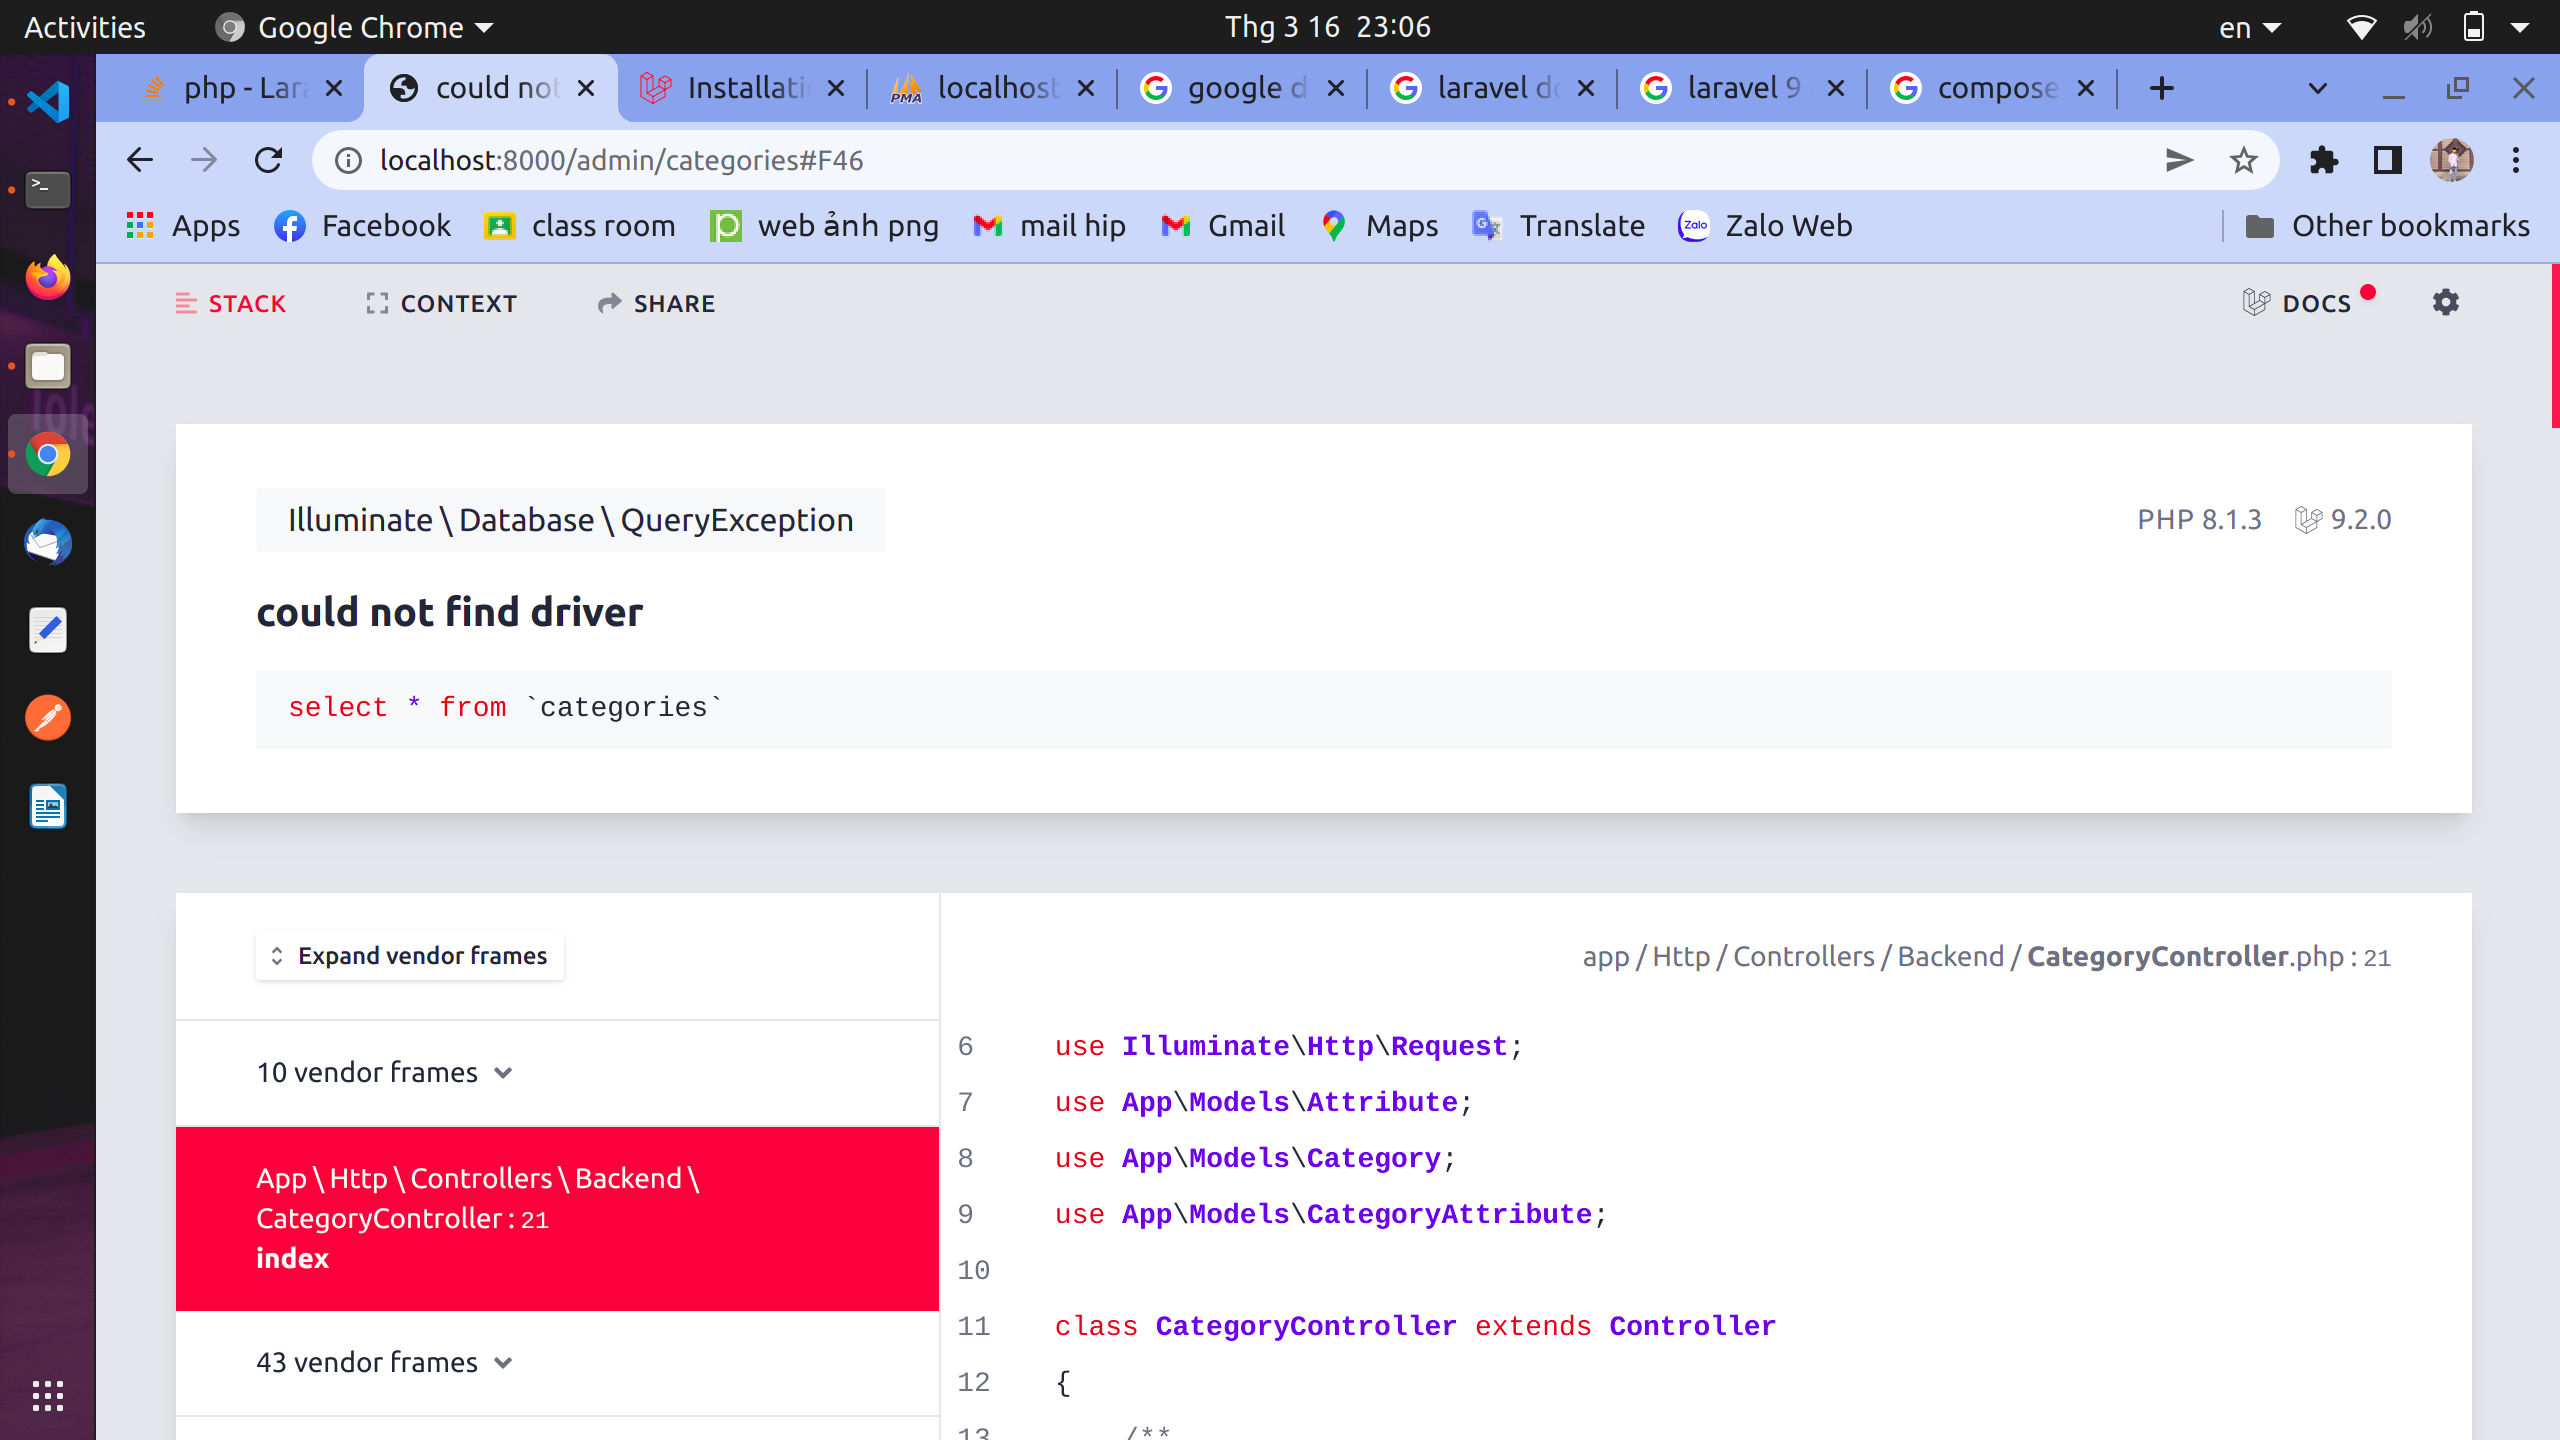 Activities
Google Chrome
Thg 3 16 23:06
en
php - Lara
could not
Installatio
localhost
google d
laravel do
laravel 9
compose
localhost:8000/admin/categories#F46
Apps
Facebook
class room
web ảnh png
mail hip
Gmail
Maps
Translate
Zalo Web
Other bookmarks
STACK
CONTEXT
SHARE
DOCS
Illuminate\Database\QueryException
PHP 8.1.3
9.2.0
could not find driver
select * from `categories`
Expand vendor frames
10 vendor frames
App\Http\Controllers\Backend\
CategoryController:21
index
43 vendor frames
app/Http/Controllers/Backend/CategoryController.php:21
6 use Illuminate\Http\Request;
7 use App\Models\Attribute;
8 use App\Models\Category;
9 use App\Models\CategoryAttribute;
10
11 class CategoryController extends Controller
12 {
13 /**